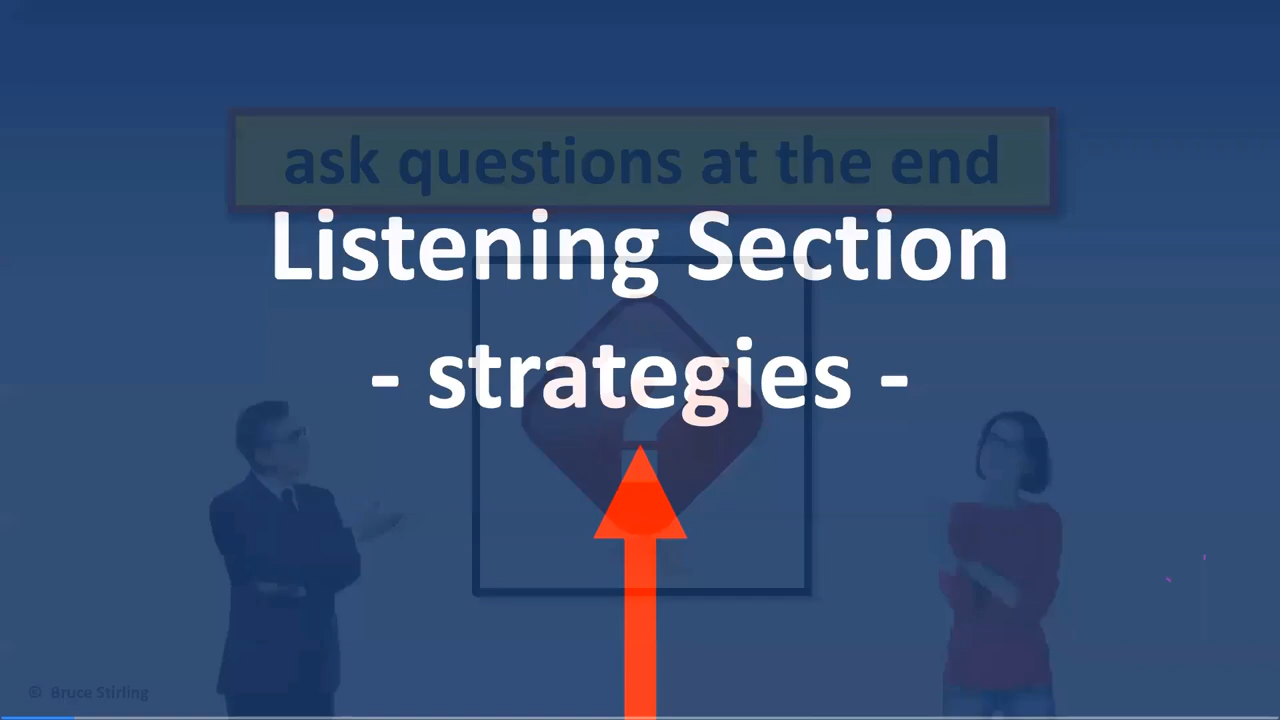 ask questions at the end
Listening Section
- strategies -
© Bruce Stirling